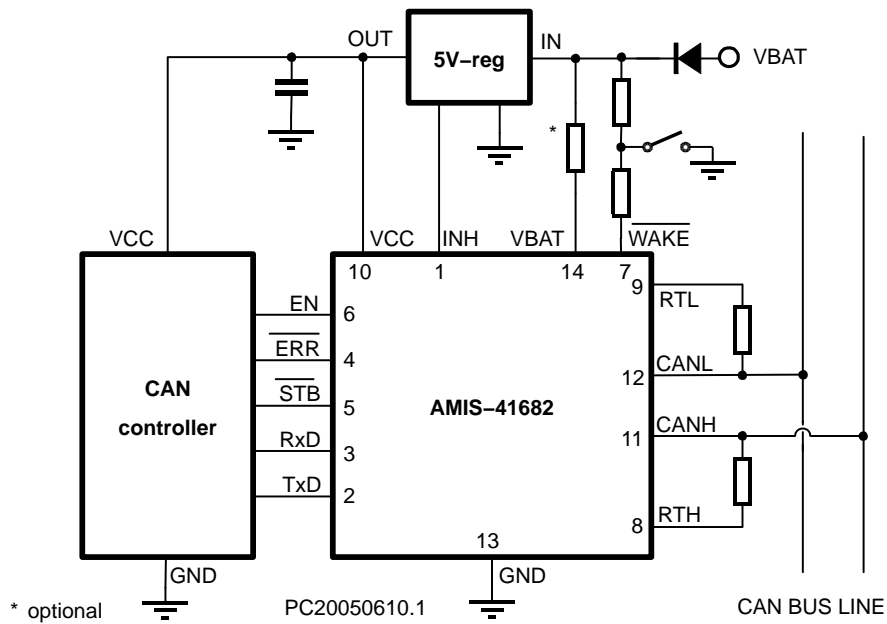 OUT
5V-reg
IN
VBAT
*
VCC
VCC
INH
VBAT
WAKE
10
1
14
7
EN
6
ERR
4
STB
5
RxD
3
TxD
2
CAN
controller
AMIS-41682
9
RTL
12
CANL
11
CANH
8
RTH
13
GND
GND
* optional
PC20050610.1
CAN BUS LINE